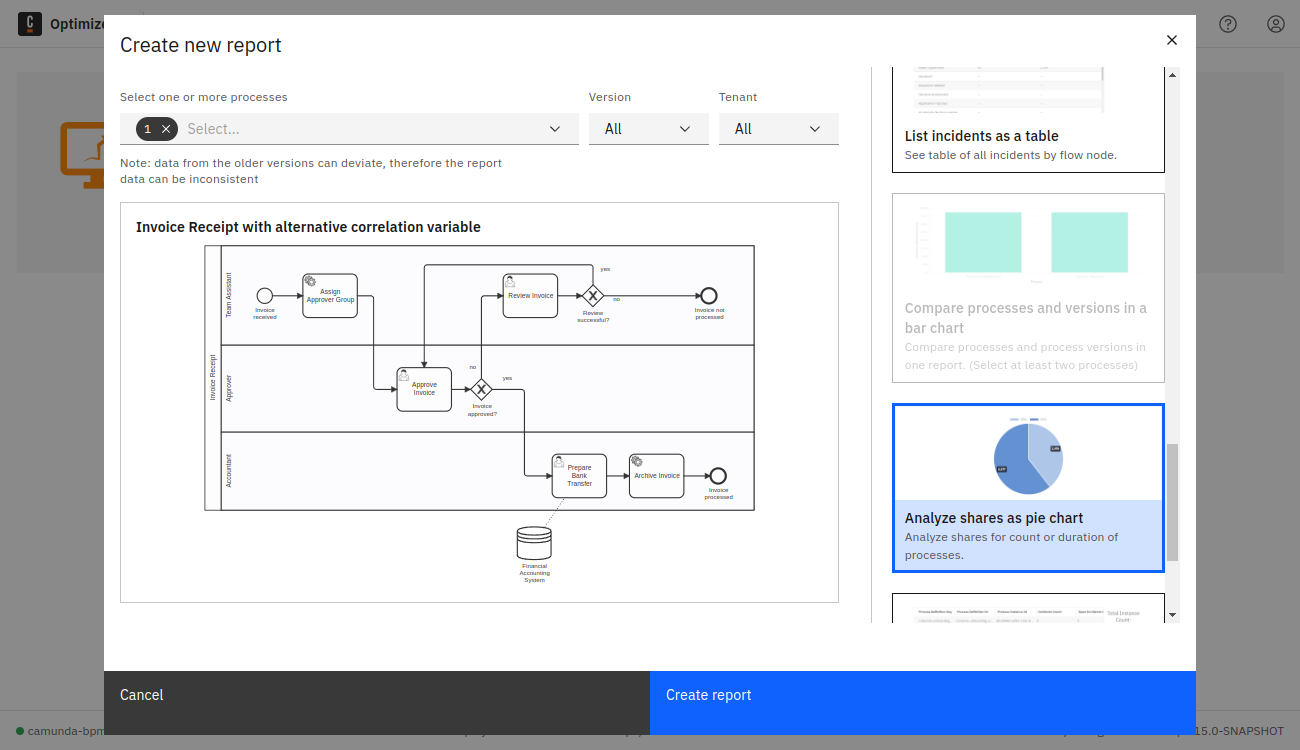 Optimize
Create new report
Select one or more processes
Version
Tenant
1
Select...
All
All
Note: data from the older versions can deviate, therefore the report
data can be inconsistent
Invoice Receipt with alternative correlation variable
Invoice Receipt
Team Assistant
Invoice
received
Assign
Approver Group
Review Invoice
yes
no
Review
successful?
Invoice not
processed
Approver
Approve
Invoice
no
yes
Invoice
approved?
Accountant
Prepare
Bank
Transfer
Archive Invoice
Invoice
processed
Financial
Accounting
System
List incidents as a table
See table of all incidents by flow node.
Compare processes and versions in a
bar chart
Compare processes and process versions in
one report. (Select at least two processes)
Analyze shares as pie chart
Analyze shares for count or duration of
processes.
Total Instance
Count:
Cancel
Create report
camunda-bpm
15.0-SNAPSHOT